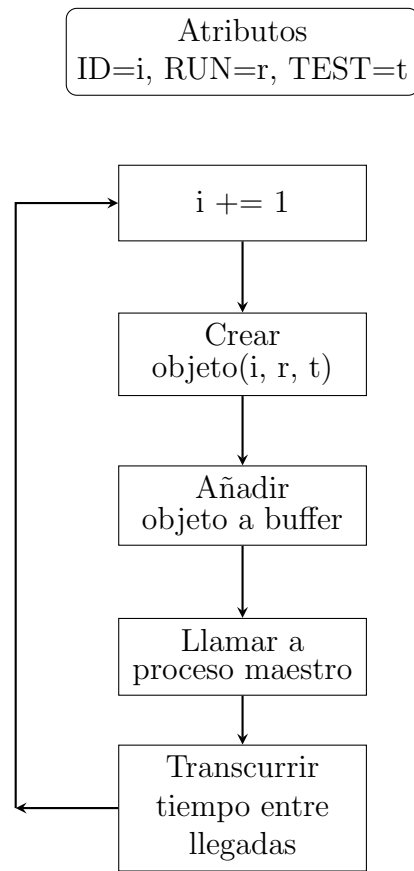 Atributos
ID=i, RUN=r, TEST=t
i += 1
Crear
objeto(i, r, t)
Añadir
objeto a buffer
Llamar a
proceso maestro
Transcurrir
tiempo entre
llegadas